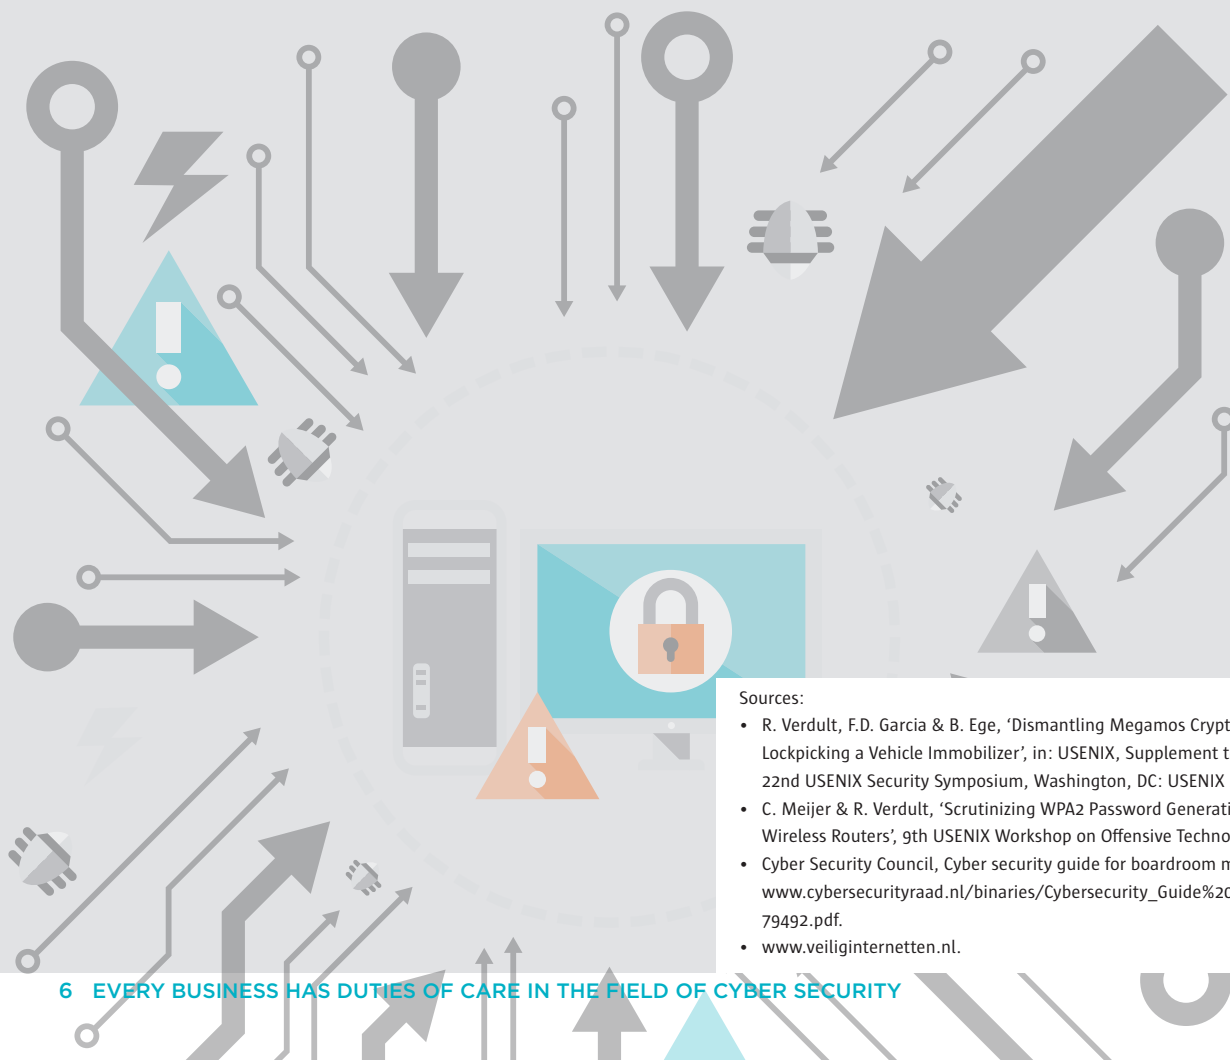 Sources:
• R. Verdult, F.D. Garcia & B. Ege, ‘Dismantling Megamos Crypt
Lockpicking a Vehicle Immobilizer’, in: USENIX, Supplement t
22nd USENIX Security Symposium, Washington, DC: USENIX
• C. Meijer & R. Verdult, ‘Scrutinizing WPA2 Password Generati
Wireless Routers’, 9th USENIX Workshop on Offensive Techno
• Cyber Security Council, Cyber security guide for boardroom m
www.cybersecurityraad.nl/binaries/Cybersecurity_Guide%20
79492.pdf.
• www.veiliginternetten.nl.
6 EVERY BUSINESS HAS DUTIES OF CARE IN THE FIELD OF CYBER SECURITY